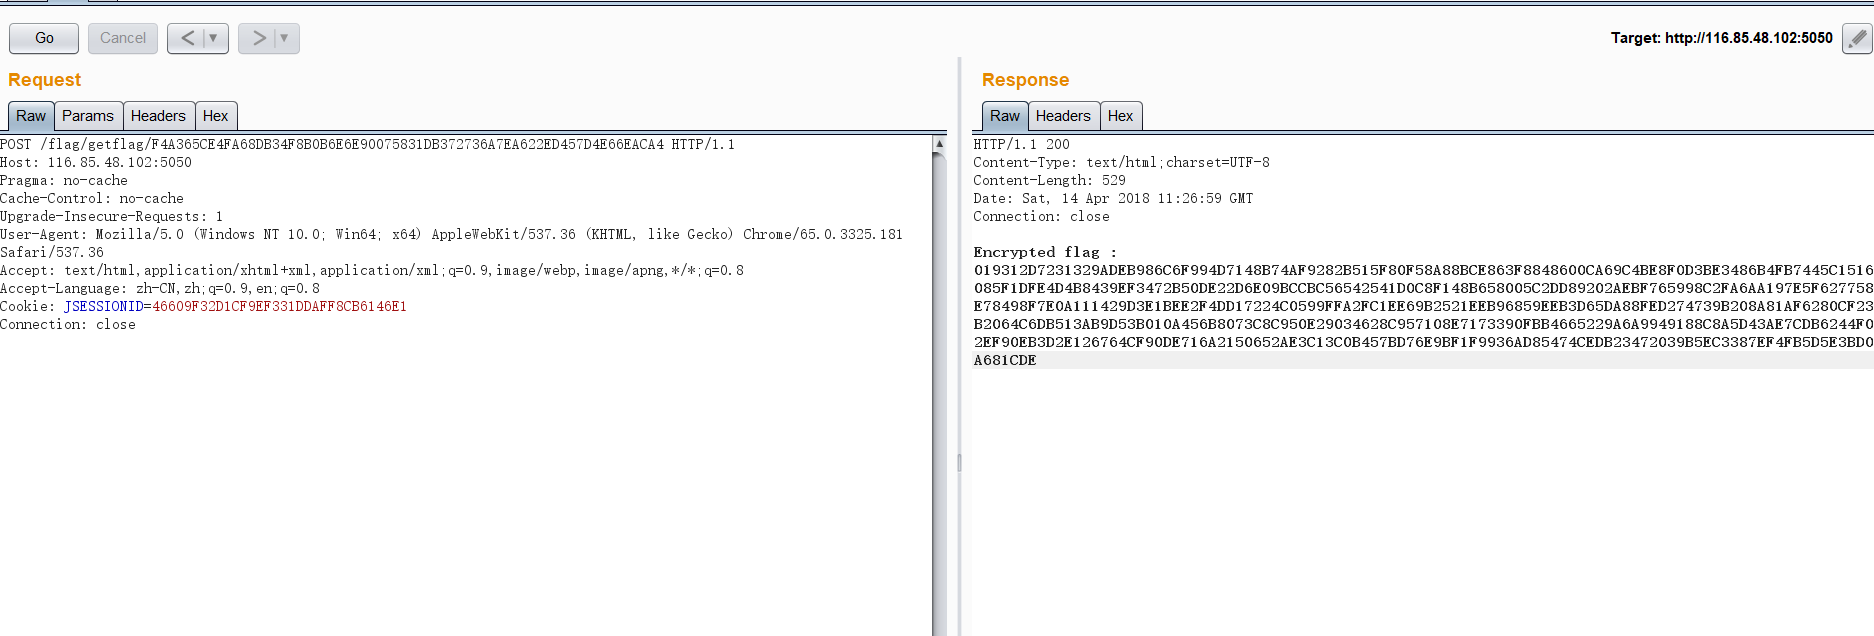 Go
Cancel
<
>
Target: http://116.85.48.102:5050
Request
Raw
Params
Headers
Hex
POST /flag/getflag/F4A365CE4FA68DB34F8B0B6E6E90075831DB372736A7EA622ED457D4E66EACA4 HTTP/1.1
Host: 116.85.48.102:5050
Pragma: no-cache
Cache-Control: no-cache
Upgrade-Insecure-Requests: 1
User-Agent: Mozilla/5.0 (Windows NT 10.0; Win64; x64) AppleWebKit/537.36 (KHTML, like Gecko) Chrome/65.0.3325.181
Safari/537.36
Accept: text/html,application/xhtml+xml,application/xml;q=0.9,image/webp,image/apng,*/*;q=0.8
Accept-Language: zh-CN,zh;q=0.9,en;q=0.8
Cookie: JSESSIONID=46609F32D1CF9EF331DDAFF8CB6146E1
Connection: close
Response
Raw
Headers
Hex
HTTP/1.1 200
Content-Type: text/html;charset=UTF-8
Content-Length: 529
Date: Sat, 14 Apr 2018 11:26:59 GMT
Connection: close
Encrypted flag :
019312D7231329ADEB986C6F994D7148B74AF9282B515F80F58A88BCE863F8848600CA69C4BE8F0D3BE3486B4FB7445C1516
085F1DFE4D4B8439EF3472B50DE22D6E09BCCBC56542541D0C8F148B658005C2DD89202AEBF765998C2FA6AA197E5F627758
E78498F7E0A111429D3E1BEE2F4DD17224C0599FFA2FC1EE69B2521EEB96859EEB3D65DA88FED274739B208A81AF6280CF23
B2064C6DB513AB9D53B010A456B8073C8C950E29034628C957108E7173390FBB4665229A6A9949188C8A5D43AE7CDB6244F0
2EF90EB3D2E126764CF90DE716A2150652AE3C13C0B457BD76E9BF1F9936AD85474CEDB23472039B5EC3387EF4FB5D5E3BD0
A681CDE